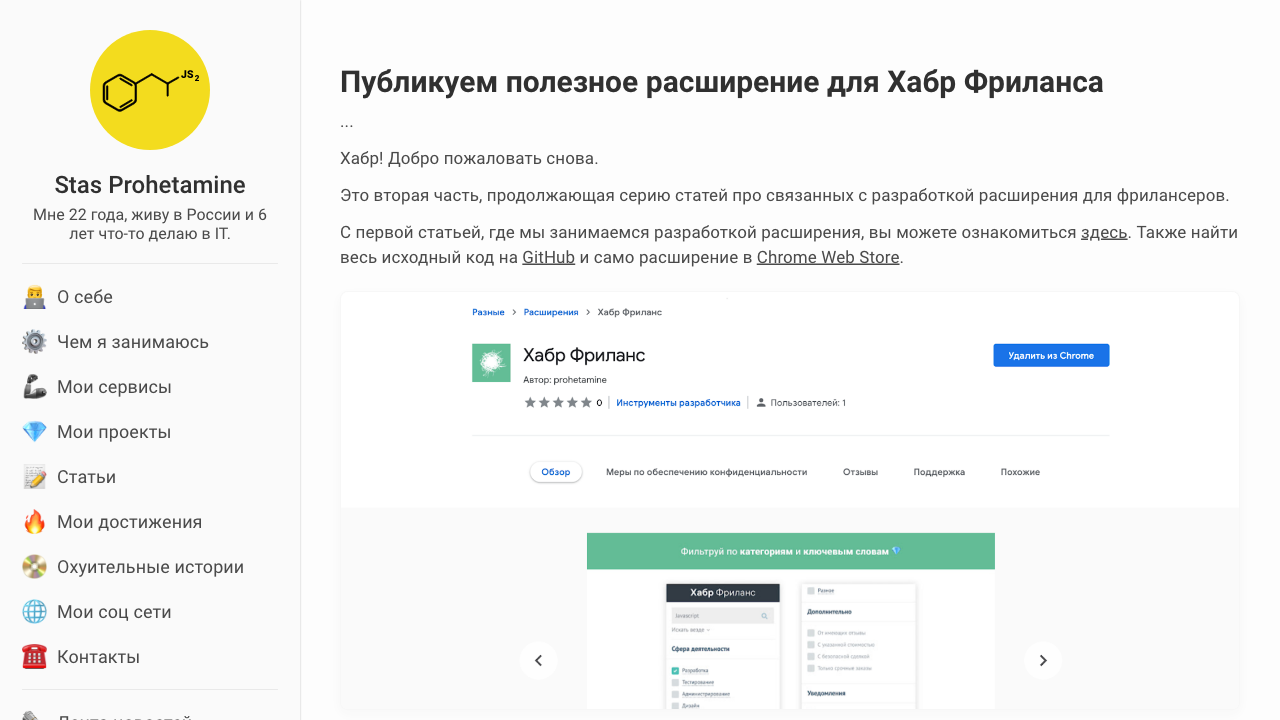 JS2
Stas Prohetamine
Мне 22 года, живу в России и 6
лет что-то делаю в IT.
О себе
Чем я занимаюсь
Мои сервисы
Мои проекты
Статьи
Мои достижения
Охуительные истории
Мои соц сети
Контакты
Лента новостей
Публикуем полезное расширение для Хабр Фриланса
...
Хабр! Добро пожаловать снова.
Это вторая часть, продолжающая серию статей про связанных с разработкой расширения для фрилансеров.
С первой статьей, где мы занимаемся разработкой расширения, вы можете ознакомиться здесь. Также найти
весь исходный код на GitHub и само расширение в Chrome Web Store.
Разные > Расширения > Хабр Фриланс
Хабр Фриланс
Удалить из Chrome
Автор: prohetamine
0 | Инструменты разработчика | Пользователей: 1
Обзор Меры по обеспечению конфиденциальности Отзывы Поддержка Похожие
Фильтруй по категориям и ключевым словам
Хабр Фриланс
javascript
Искать везде
Сфера деятельности
Разработка
Тестирование
Администрирование
Дизайн
Разное
Дополнительно
От имеющих отзывы
С указанной стоимостью
С безопасной сделкой
Только срочные заказы
Уведомления